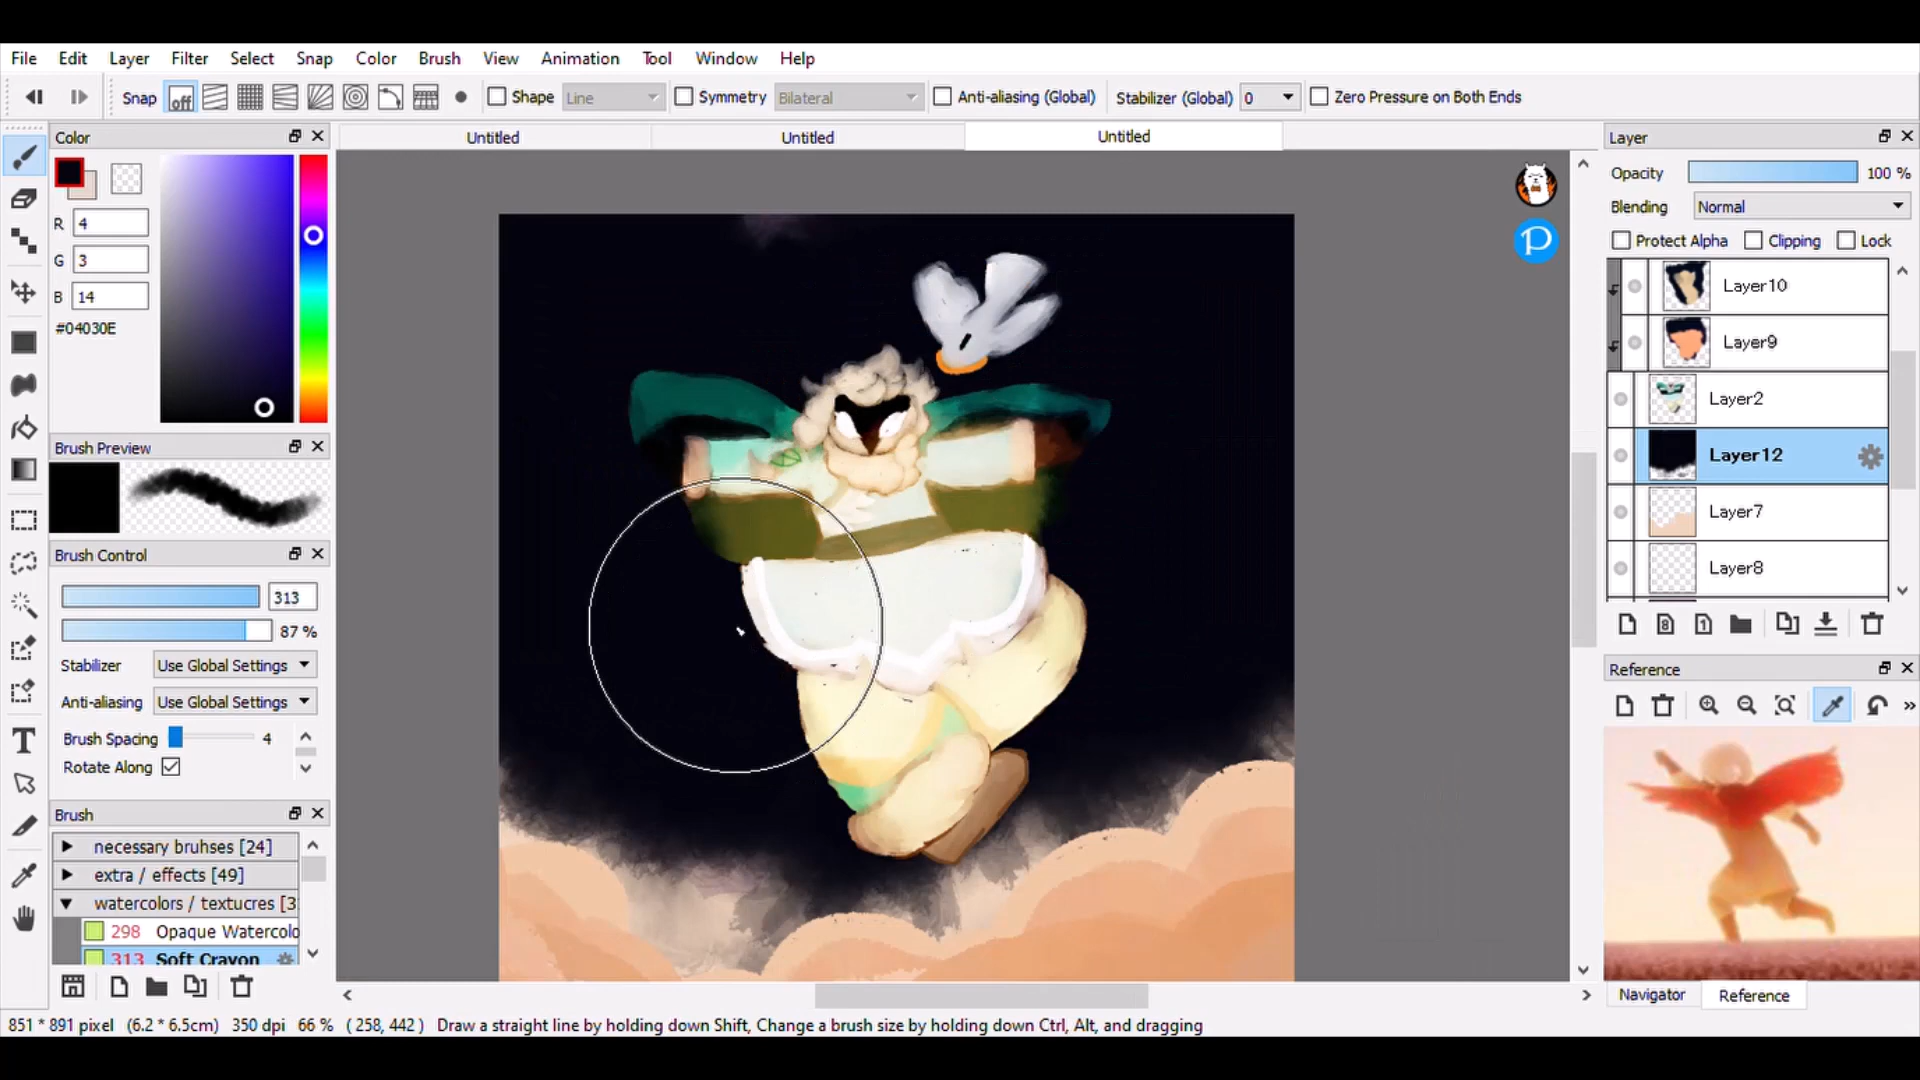 File Edit Layer Filter Select Snap Color Brush View Animation Tool Window Help
Snap off Shape Line Symmetry Bilateral Anti-aliasing (Global) Stabilizer (Global) 0 Zero Pressure on Both Ends
Color
Untitled Untitled Untitled
R 4
G 3
B 14
#04030E
Brush Preview
Brush Control
313
87 %
Stabilizer Use Global Settings
Anti-aliasing Use Global Settings
Brush Spacing 4
Rotate Along
Brush
necessary bruhses [24]
extra / effects [49]
watercolors / textucres [3
298 Opaque Watercolo
313 Soft Crayon
Layer
Opacity 100 %
Blending Normal
Protect Alpha Clipping Lock
Layer10
Layer9
Layer2
Layer12
Layer7
Layer8
8 1
Reference
Navigator Reference
851 * 891 pixel (6.2 * 6.5cm) 350 dpi 66 % ( 258, 442 ) Draw a straight line by holding down Shift, Change a brush size by holding down Ctrl, Alt, and dragging